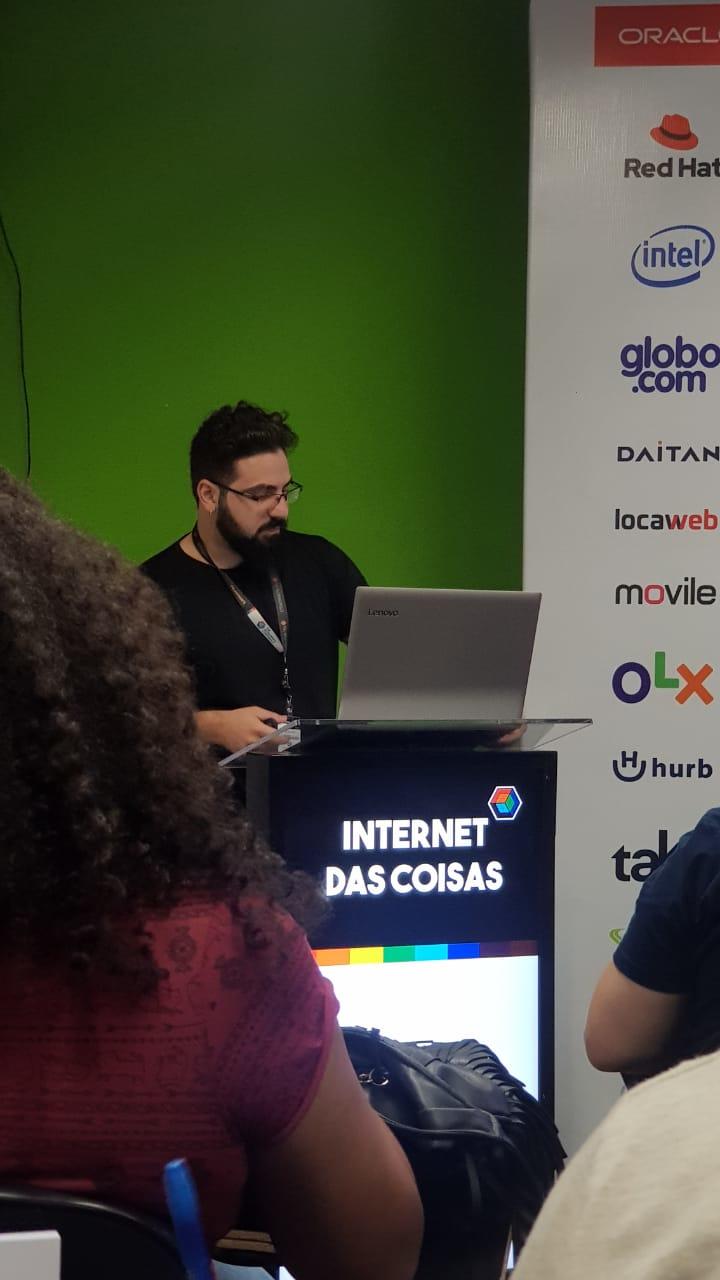 ORACL
Red Hat
intel
globo
.com
DAITAN
locaweb
movile
OLX
hurb
Lenovo
INTERNET
DAS COISAS